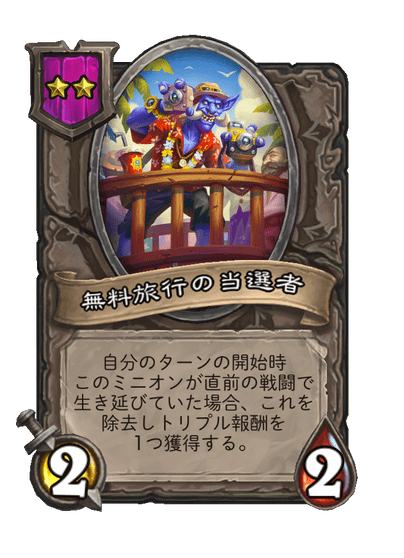 無料旅行の当選者
自分のターンの開始時
このミニオンが直前の戦闘で
生き延びていた場合、これを
除去しトリプル報酬を
1つ獲得する。
2
2